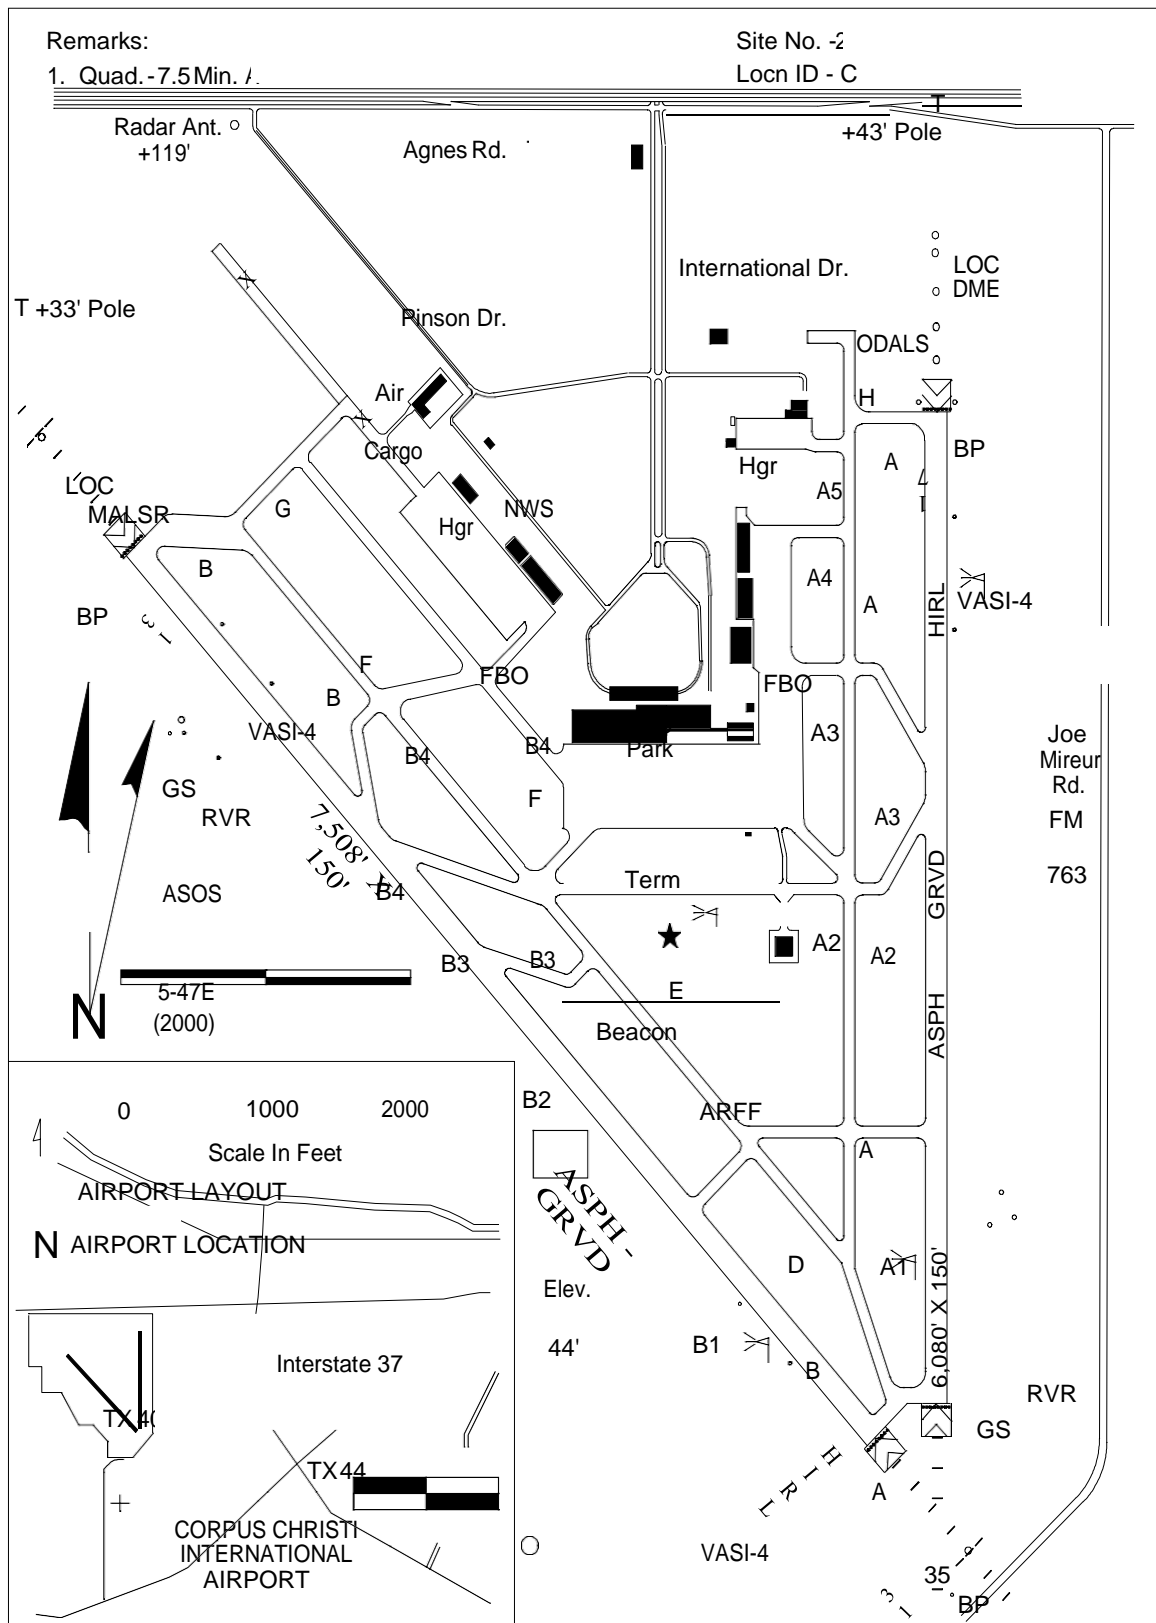 Remarks:
Site No. -2
1. Quad. - 7.5 Min.
Locn ID - C
T
Radar Ant.
+119'
Agnes Rd.
+43' Pole
International Dr.
LOC
DME
T +33' Pole
Pinson Dr.
ODALS
X
Air
H
X
Cargo
BP
Hgr
A
A5
LOC
MALSR
G
Hgr
NWS
B
A4
A
HIRL
VASI-4
BP
13
F
FBO
FBO
B
VASI-4
B4
B4
Park
A3
Joe
Mireur
Rd.
GS
RVR
F
A3
FM
7,508' X
150'
B4
Term
GRVD
763
ASOS
B3
B3
A2
A2
E
5-47E
(2000)
N
Beacon
ASPH
B2
ARFF
0 1000 2000
Scale In Feet
A
AIRPORT LAYOUT
ASPH -
GRVD
N AIRPORT LOCATION
D
A1
Elev.
44'
B1
B
6,080' X 150'
Interstate 37
RVR
GS
TX 44
HIRL
A
CORPUS CHRISTI
INTERNATIONAL
AIRPORT
VASI-4
35
31
BP